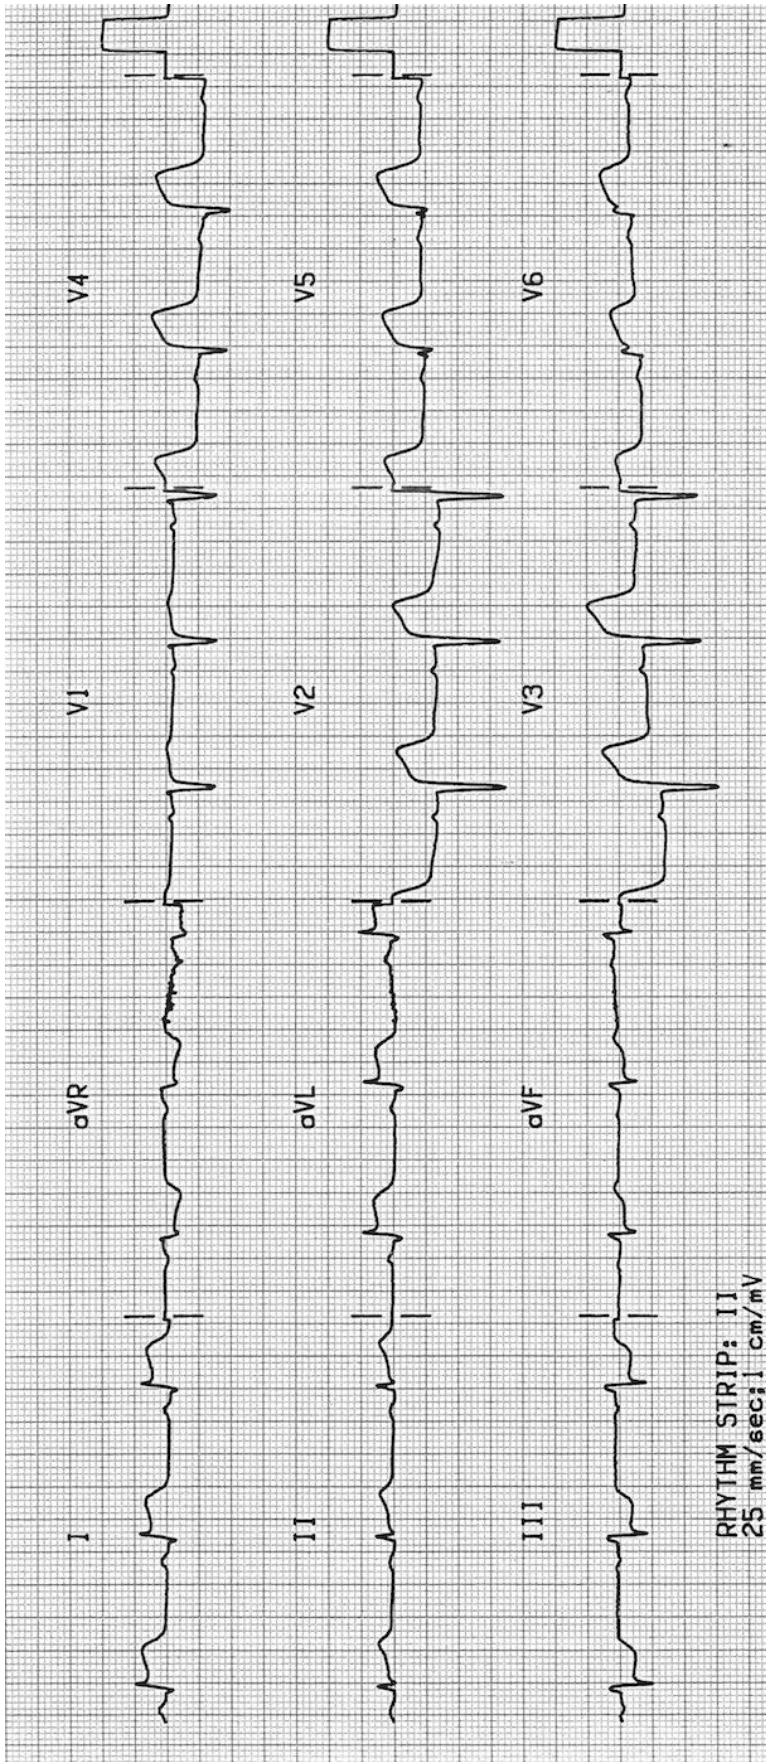 I
aVR
V1
V4
II
aVL
V2
V5
III
aVF
V3
V6
RHYTHM STRIP: II
25 mm/sec;1 cm/mV